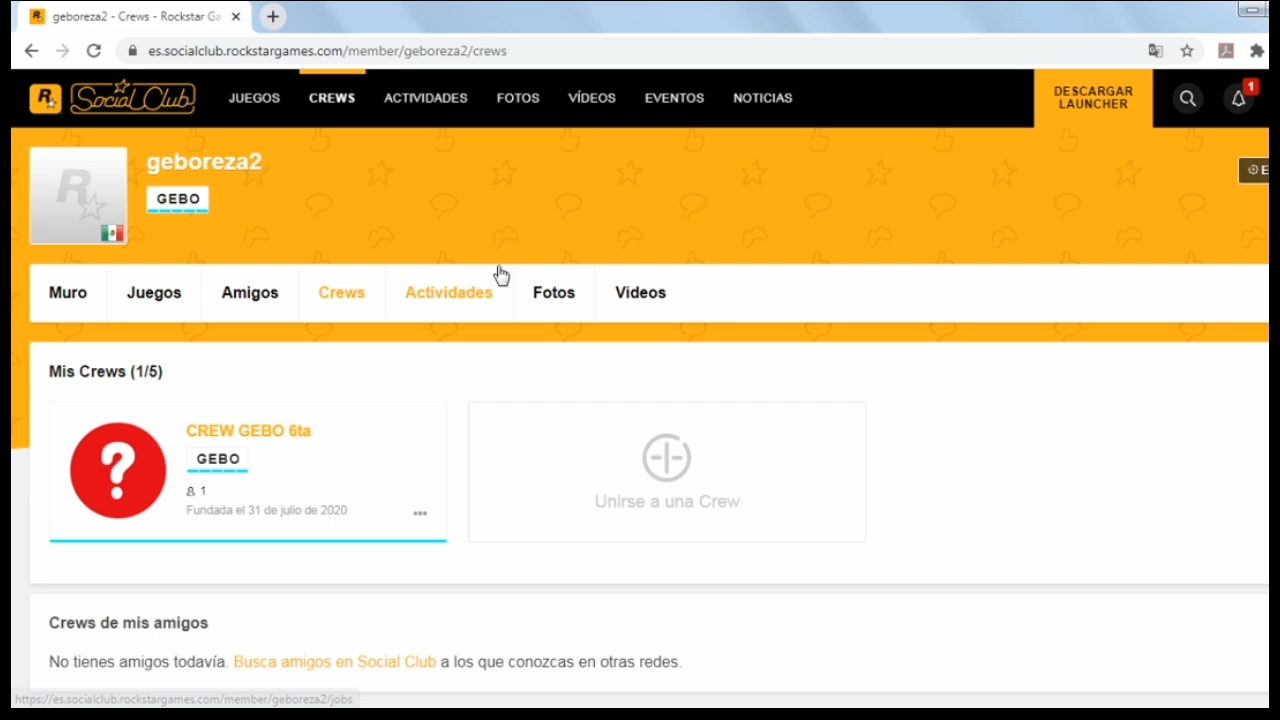 geboreza2 - Crews - Rockstar Ga
es.socialclub.rockstargames.com/member/geboreza2/crews
R Social Club JUEGOS CREWS ACTIVIDADES FOTOS VÍDEOS EVENTOS NOTICIAS DESCARGAR LAUNCHER 1
geboreza2
GEBO
R
E
Muro Juegos Amigos Crews Actividades Fotos Videos
Mis Crews (1/5)
?
CREW GEBO 6ta
GEBO
1
Fundada el 31 de julio de 2020
Unirse a una Crew
Crews de mis amigos
No tienes amigos todavía. Busca amigos en Social Club a los que conozcas en otras redes.
https://es.socialclub.rockstargames.com/member/geboreza2/jobs